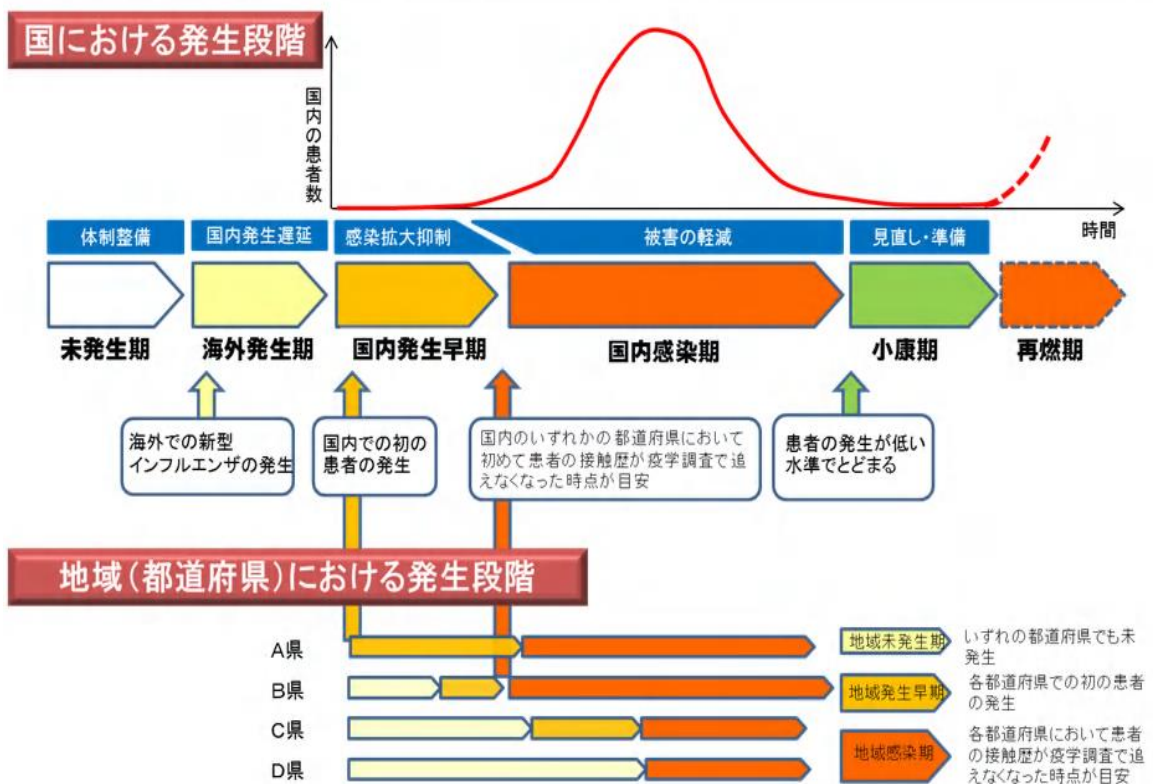 国における発生段階
国内の患者数
時間
体制整備
国内発生遅延
感染拡大抑制
被害の軽減
見直し・準備
未発生期
海外発生期
国内発生早期
国内感染期
小康期
再燃期
海外での新型
インフルエンザの発生
国内での初の
患者の発生
国内のいずれかの都道府県において
初めて患者の接触歴が疫学調査で追
えなくなった時点が目安
患者の発生が低い
水準でとどまる
地域(都道府県)における発生段階
A県
B県
C県
D県
地域未発生期
いずれの都道府県でも未
発生
地域発生早期
各都道府県での初の患者
の発生
地域感染期
各都道府県において患者
の接触歴が疫学調査で追
えなくなった時点が目安